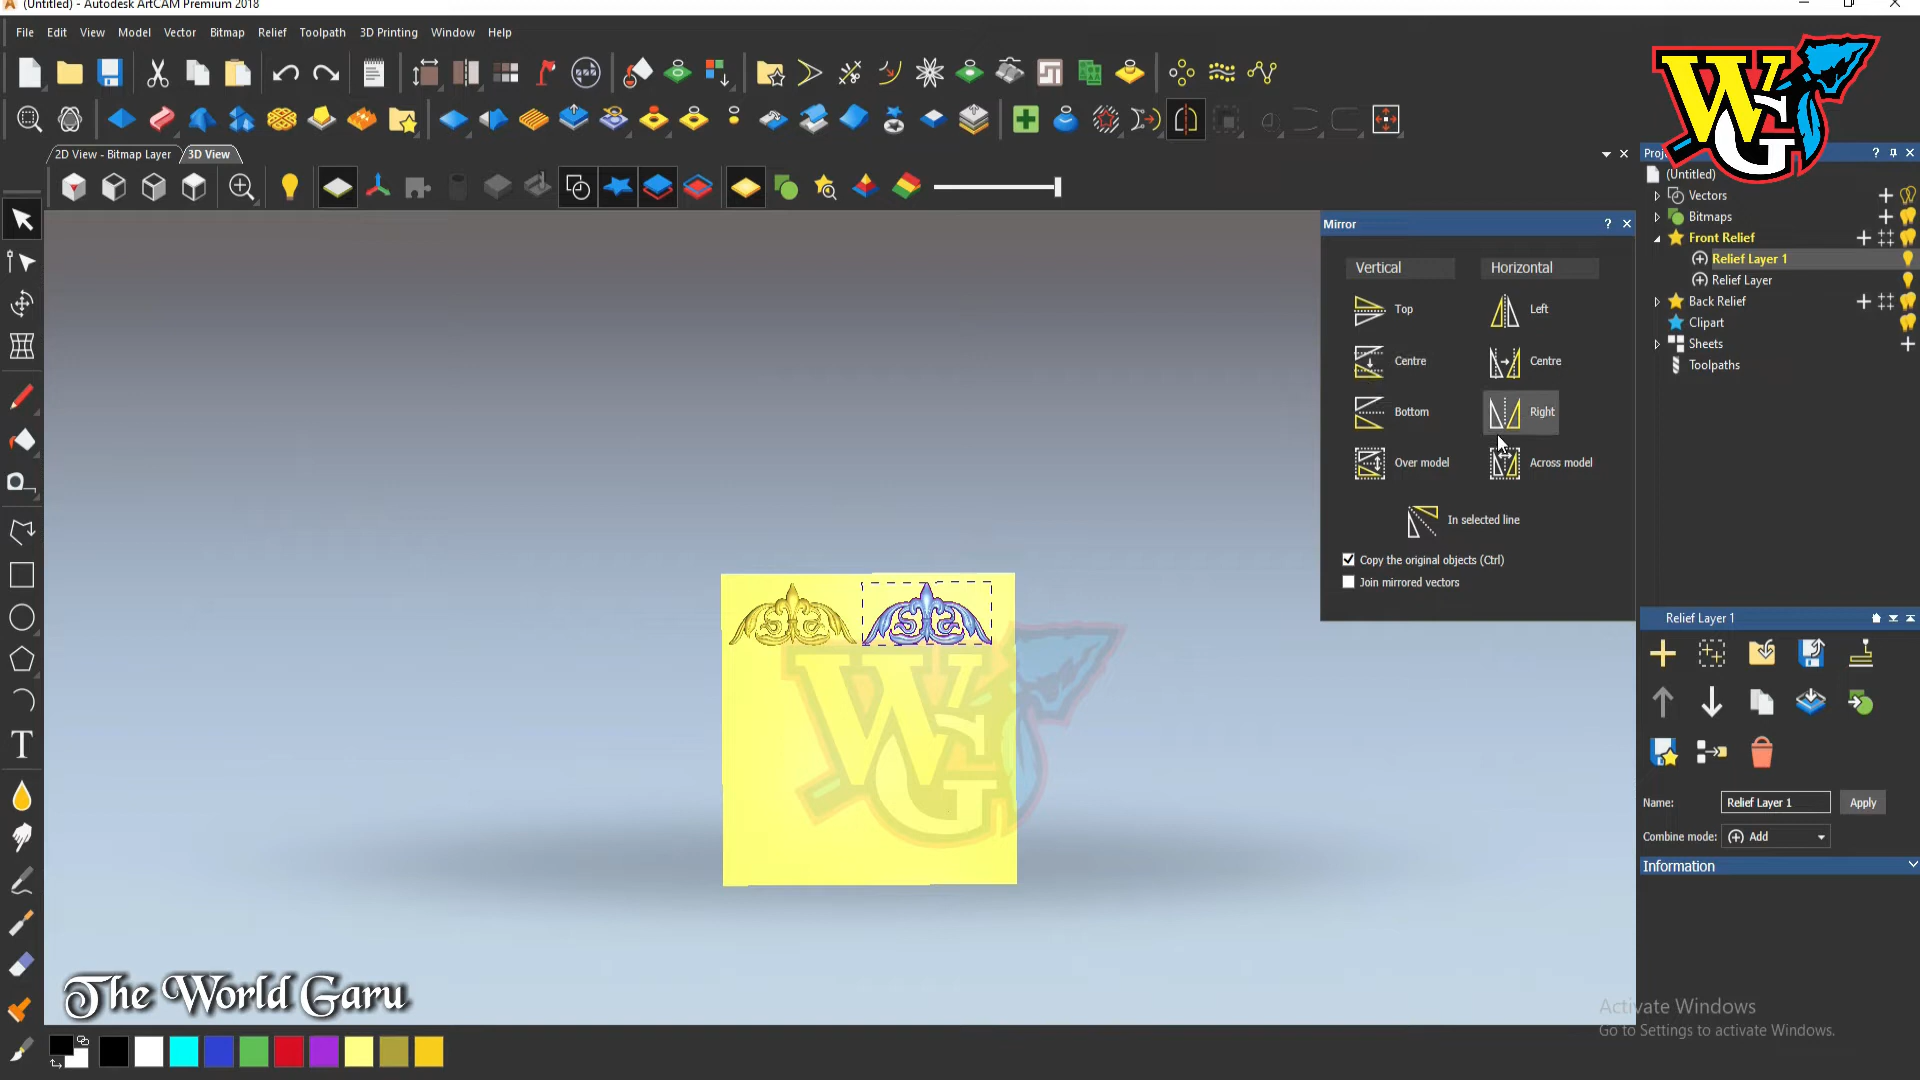 (Untitled) - Autodesk ArtCAM Premium 2018
File Edit View Model Vector Bitmap Relief Toolpath 3D Printing Window Help
WG
2D View - Bitmap Layer 3D View
Proj
(Untitled)
Vectors
Bitmaps
Front Relief
Relief Layer 1
Relief Layer
Back Relief
Clipart
Sheets
Toolpaths
Mirror
Vertical Horizontal
Top Left
Centre Centre
Bottom Right
Over model Across model
In selected line
Copy the original objects (Ctrl)
Join mirrored vectors
Relief Layer 1
Name: Relief Layer 1 Apply
Combine mode: Add
Information
WG
The World Garu
Activate Windows
Go to Settings to activate Windows.